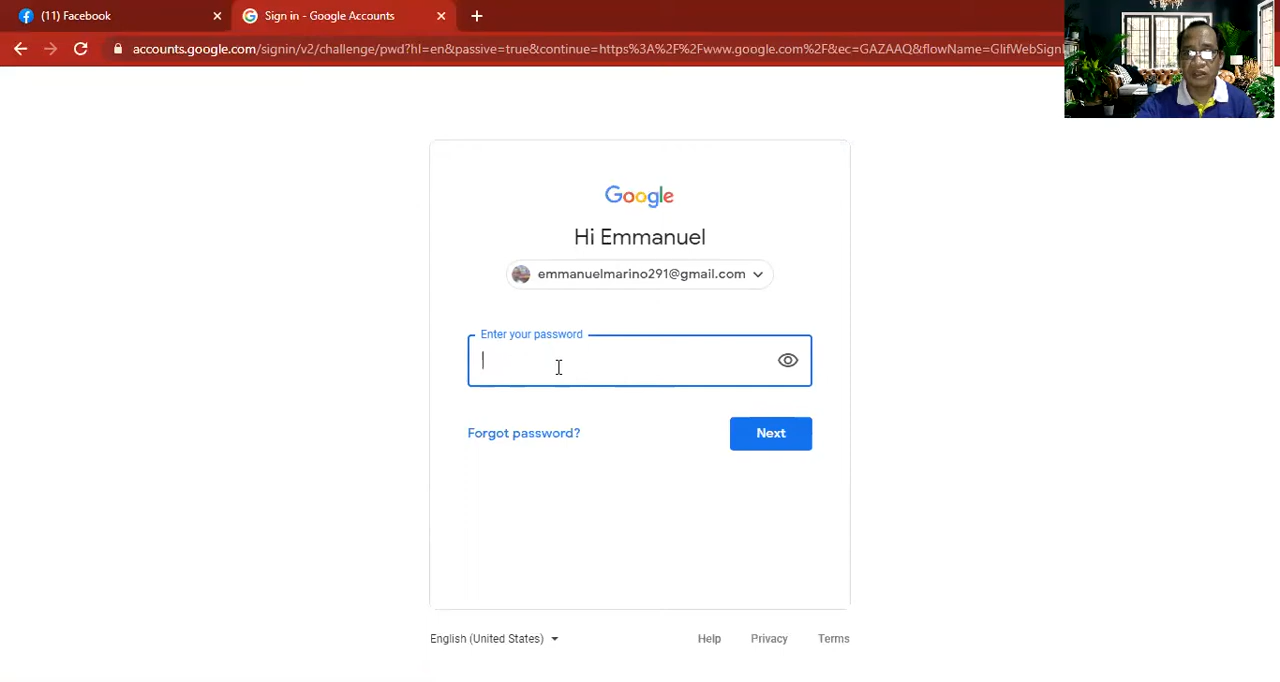 (11) Facebook
Sign in - Google Accounts
accounts.google.com/signin/v2/challenge/pwd?hl=en&passive=true&continue=https%3A%2F%2Fwww.google.com%2F&ec=GAZAAQ&flowName=GlifWebSignI
Google
Hi Emmanuel
emmanuelmarino291@gmail.com
Enter your password
Forgot password?
Next
English (United States)
Help
Privacy
Terms